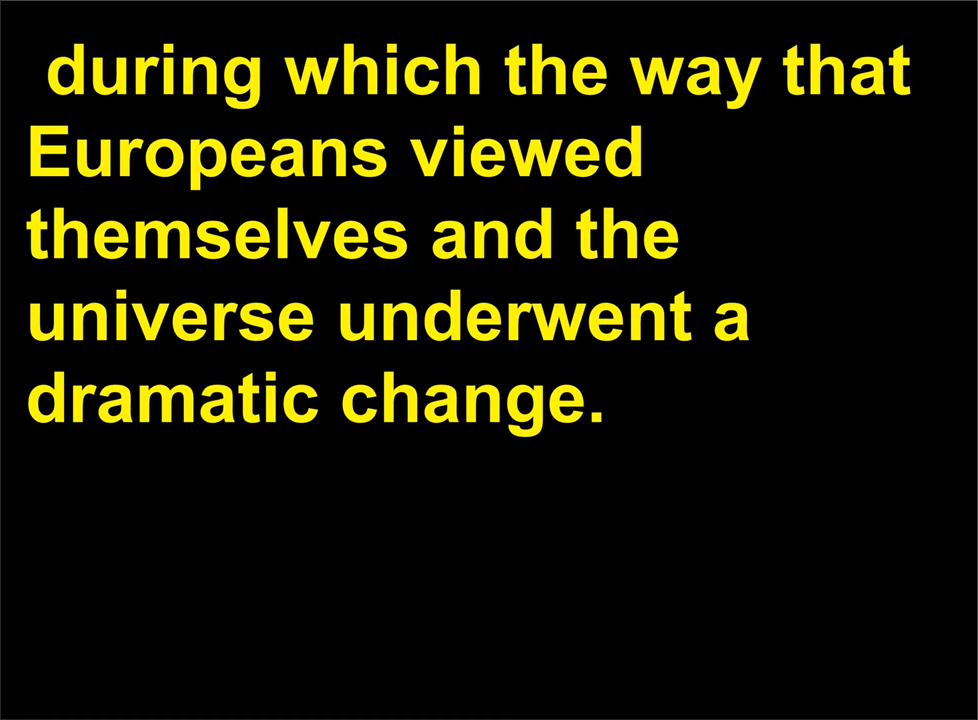 during which the way that
Europeans viewed
themselves and the
universe underwent a
dramatic change.